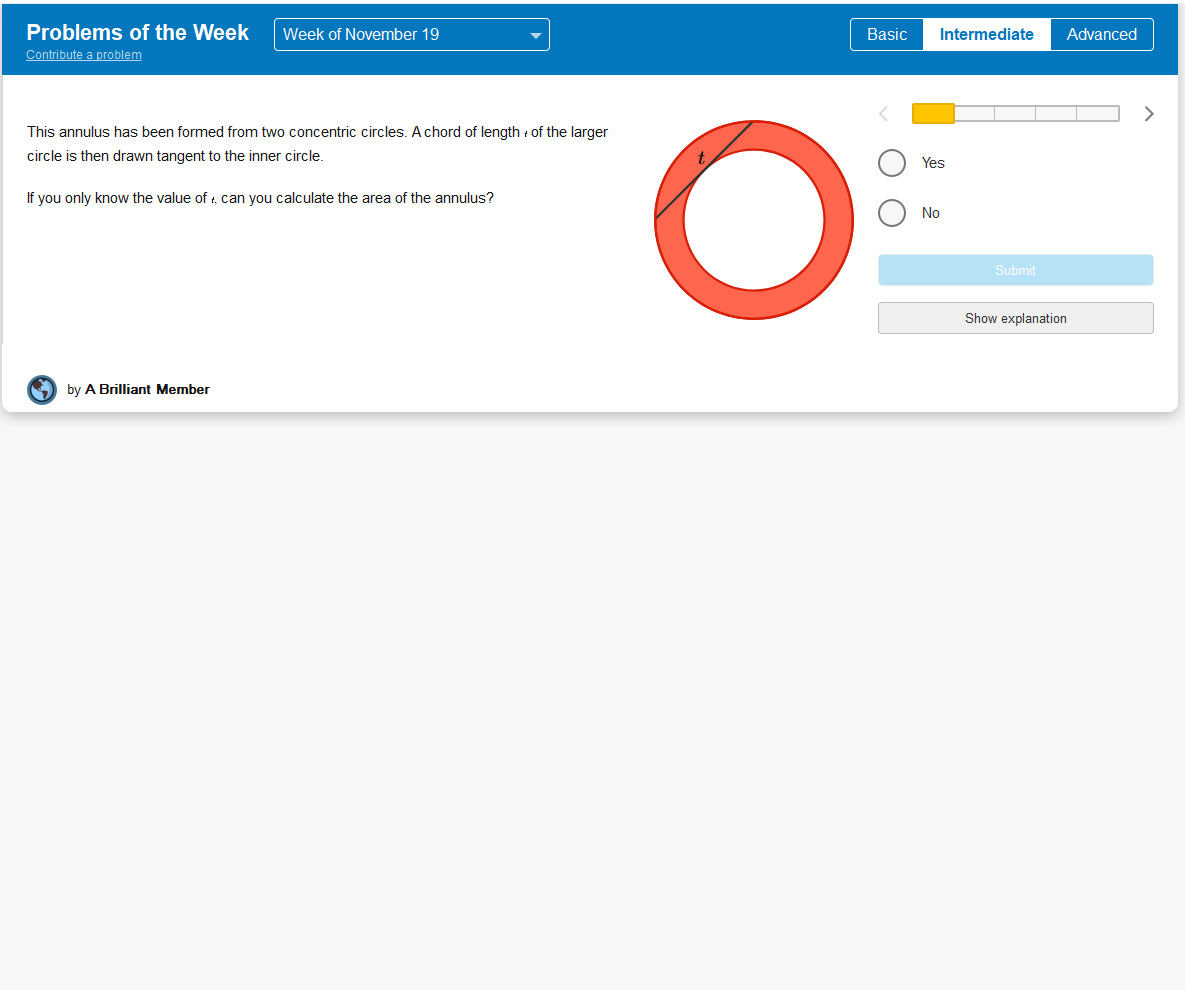 Problems of the Week
Contribute a problem
Week of November 19
Basic
Intermediate
Advanced
This annulus has been formed from two concentric circles. A chord of length t of the larger
circle is then drawn tangent to the inner circle.
If you only know the value of t, can you calculate the area of the annulus?
t
Yes
No
Submit
Show explanation
by A Brilliant Member